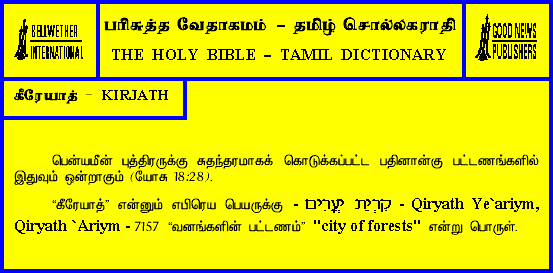 BELLWETHER
INTERNATIONAL
பரிசுத்த வேதாகமம் – தமிழ் சொல்லகராதி
THE HOLY BIBLE – TAMIL DICTIONARY
GOOD NEWS
PUBLISHERS
கீரேயாத் - KIRJATH
பென்யமீன் புத்திரருக்கு சுதந்தரமாகக் கொடுக்கப்பட்ட பதினான்கு பட்டணங்களில்
இதுவும் ஒன்றாகும் (யோசு 18:28).
“கீரேயாத்” என்னும் எபிரெய பெயருக்கு - קִרְיַת יְעָרִים - Qiryath Ye`ariym,
Qiryath `Ariym - 7157 “வனங்களின் பட்டணம்” "city of forests" என்று பொருள்.